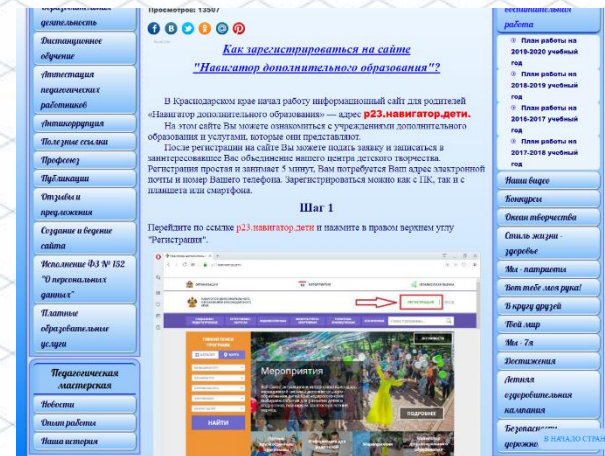 деятельность
Дистанционное
обучение
Аттестация
педагогических
работников
Антикоррупция
Полезные ссылки
Профсоюз
Публикации
Отзывы и
предложения
Создание и ведение
сайта
Исполнение ФЗ № 152
"О персональных
данных"
Платные
образовательные
услуги
Педагогическая
мастерская
Новости
Опыт работы
Наша история
Просмотров: 13507
Как зарегистрироваться на сайте
"Навигатор дополнительного образования"?
В Краснодарском крае начал работу информационный сайт для родителей
«Навигатор дополнительного образования» — адрес р23.навигатор.дети.
На этом сайте Вы можете ознакомиться с учреждениями дополнительного
образования и услугами, которые они представляют.
После регистрации на сайте Вы можете подать заявку и записаться в
заинтересовавшее Вас объединение нашего центра детского творчества.
Регистрация простая и занимает 5 минут, Вам потребуется Ваш адрес электронной
почты и номер Вашего телефона. Зарегистрироваться можно как с ПК, так и с
планшета или смартфона.
Шаг 1
Перейдите по ссылке р23.навигатор.дети и нажмите в правом верхнем углу
"Регистрация".
РЕГИСТРАЦИЯ
НАЙТИ
Мероприятия
ПОДРОБНЕЕ
воспитательная
работа
План работы на
2019-2020 учебный
год
План работы на
2018-2019 учебный
год
План работы на
2016-2017 учебный
год
План работы на
2017-2018 учебный
год
Наши видео
Конкурсы
Океан творчества
Стиль жизни -
здоровье
Мы - патриоты
Вот тебе моя рука!
В кругу друзей
Твой мир
Мы - 7я
Достижения
Летняя
оздоровительная
кампания
Безопасность
дорожно
В НАЧАЛО СТРАН